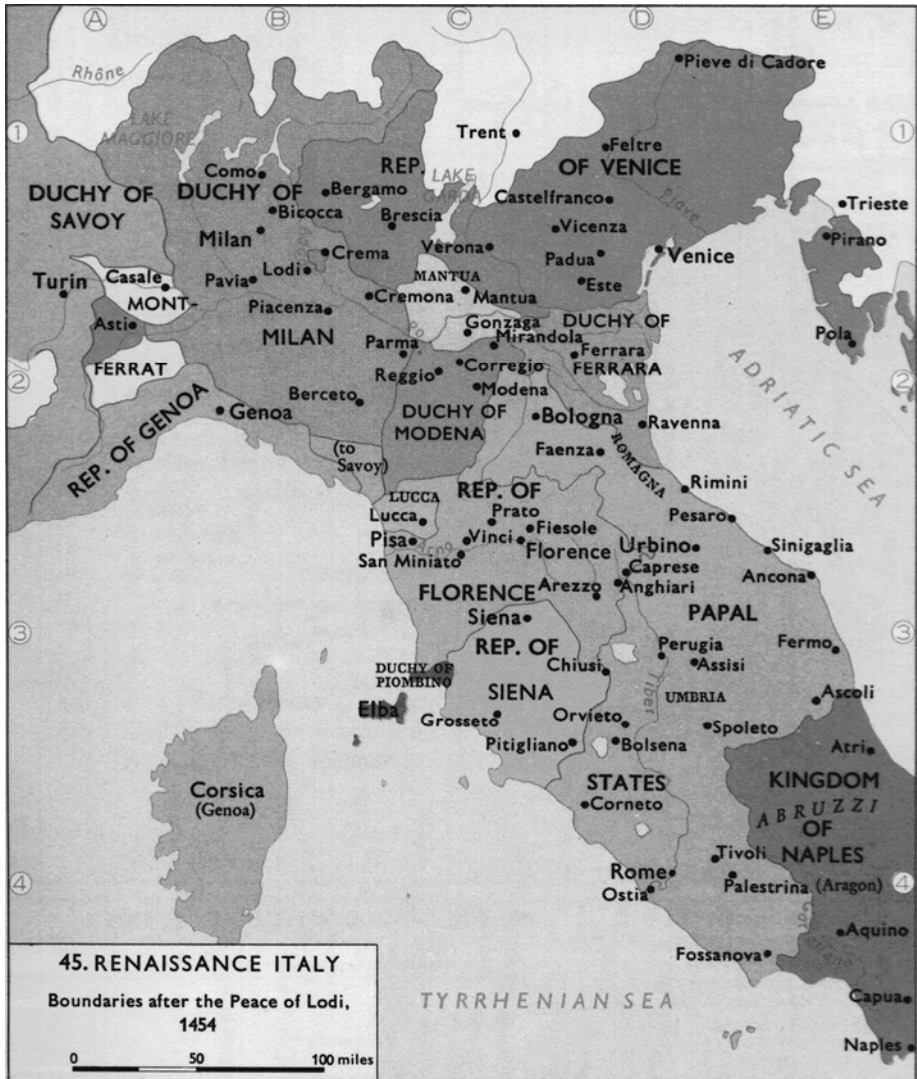 A
B
C
D
E
Rhône
Pieve di Cadore
1
LAKE
MAGGIORE
Trent
Feltre
1
Como
REP.
OF VENICE
DUCHY OF
SAVOY
DUCHY OF
Bergamo
LAKE
GARDA
Castelfranco
Piave
Trieste
Bicocca
Brescia
Vicenza
Pirano
Milan
Adda
Crema
Verona
Padua
Venice
Turin
Casale
Pavia
Lodi
MANTUA
Este
MONT-
Piacenza
Cremona
Mantua
Asti
MILAN
Po
Gonzaga
DUCHY OF
Pola
Parma
Mirandola
Ferrara
ADRIATIC SEA
2
FERRAT
Reggio
Corregio
FERRARA
2
Berceto
Modena
REP. OF GENOA
Genoa
DUCHY OF
MODENA
Bologna
Ravenna
(to
Savoy)
Faenza
ROMAGNA
LUCCA
REP. OF
Rimini
Lucca
Prato
Pesaro
Pisa
Arno
Vinci
Fiesole
San Miniato
Florence
Urbino
Sinigaglia
Caprese
Ancona
FLORENCE
Arezzo
Anghiari
Siena
PAPAL
3
REP. OF
Perugia
Fermo
3
DUCHY OF
PIOMBINO
Chiusi
Assisi
Elba
SIENA
Tiber
UMBRIA
Ascoli
Grosseto
Orvieto
Spoleto
Pitigliano
Bolsena
Atri
Corsica
(Genoa)
STATES
KINGDOM
Corneto
ABRUZZI
OF
NAPLES
Tivoli
4
Rome
Palestrina
(Aragon)
4
Ostia
Aquino
Fossanova
45. RENAISSANCE ITALY
Boundaries after the Peace of Lodi,
1454
TYRRHENIAN SEA
Capua
Naples
0
50
100 miles